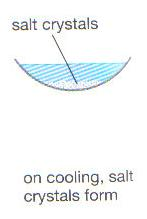 salt crystals
on cooling, salt
crystals form